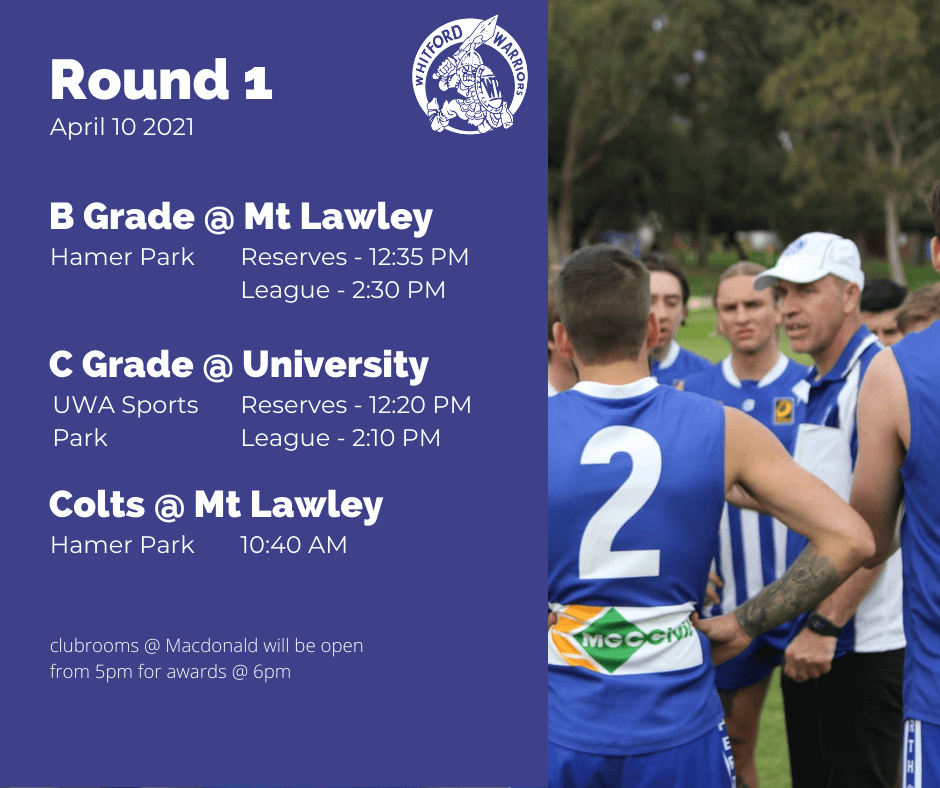 WHITFORD WARRIORS
Round 1
April 10 2021
B Grade @ Mt Lawley
Hamer Park Reserves - 12:35 PM
League - 2:30 PM
C Grade @ University
UWA Sports Reserves - 12:20 PM
Park League - 2:10 PM
Colts @ Mt Lawley
Hamer Park 10:40 AM
clubrooms @ Macdonald will be open
from 5pm for awards @ 6pm
2
MGCCivil